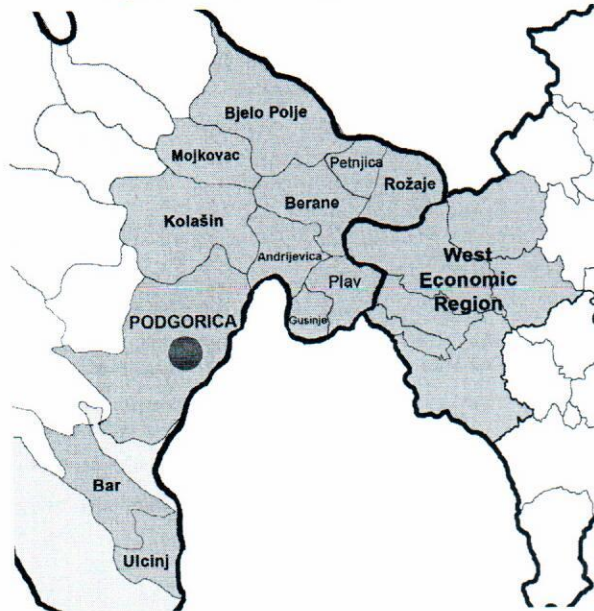 Bjelo Polje
Mojkovac
Petnjica
Rožaje
Berane
Kolašin
Andrijevica
Plav
Gusinje
West
Economic
Region
PODGORICA
Bar
Ulcinj